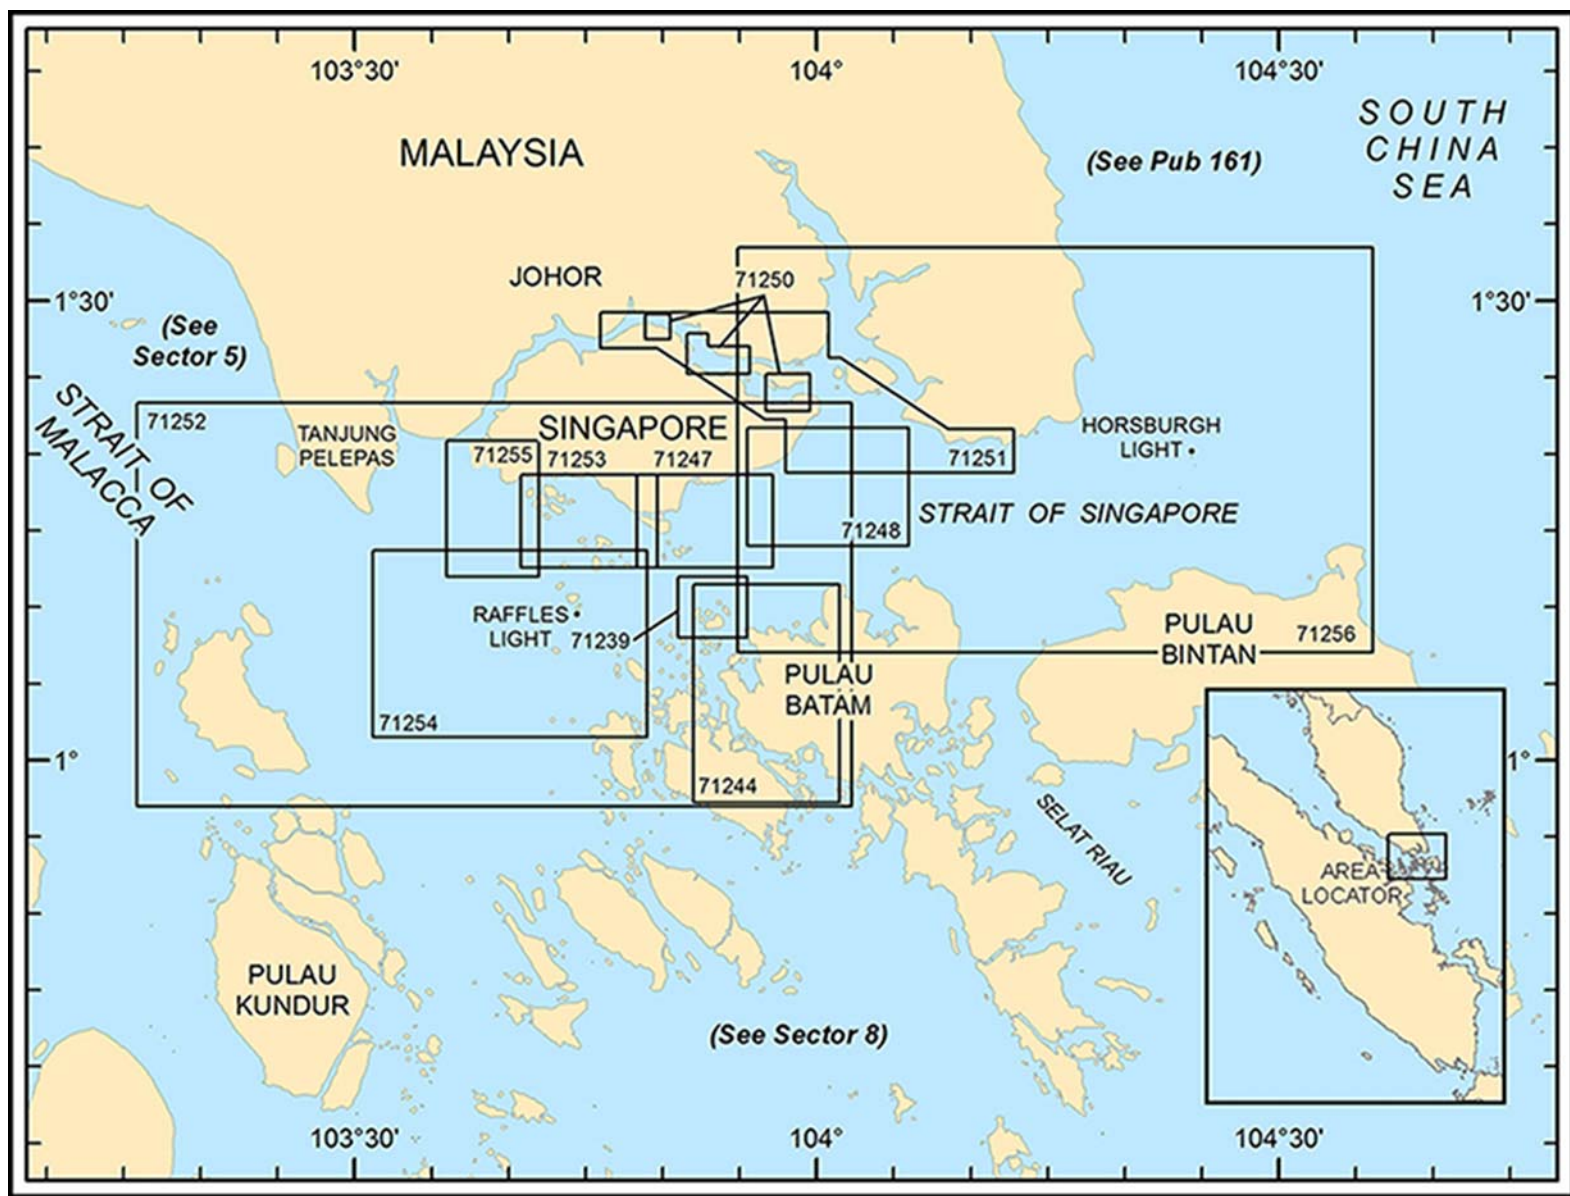 103°30'
104°
104°30'
SOUTH
CHINA
SEA
MALAYSIA
(See Pub 161)
JOHOR
71250
1°30'
1°30'
(See
Sector 5)
STRAIT OF
MALACCA
71252
TANJUNG
PELEPAS
SINGAPORE
71255
71253
71247
71251
HORSBURGH
LIGHT
71248
STRAIT OF SINGAPORE
RAFFLES
LIGHT
71239
PULAU
BINTAN
71256
PULAU
BATAM
71254
71244
1°
1°
SELAT RIAU
AREA
LOCATOR
PULAU
KUNDUR
(See Sector 8)
103°30'
104°
104°30'